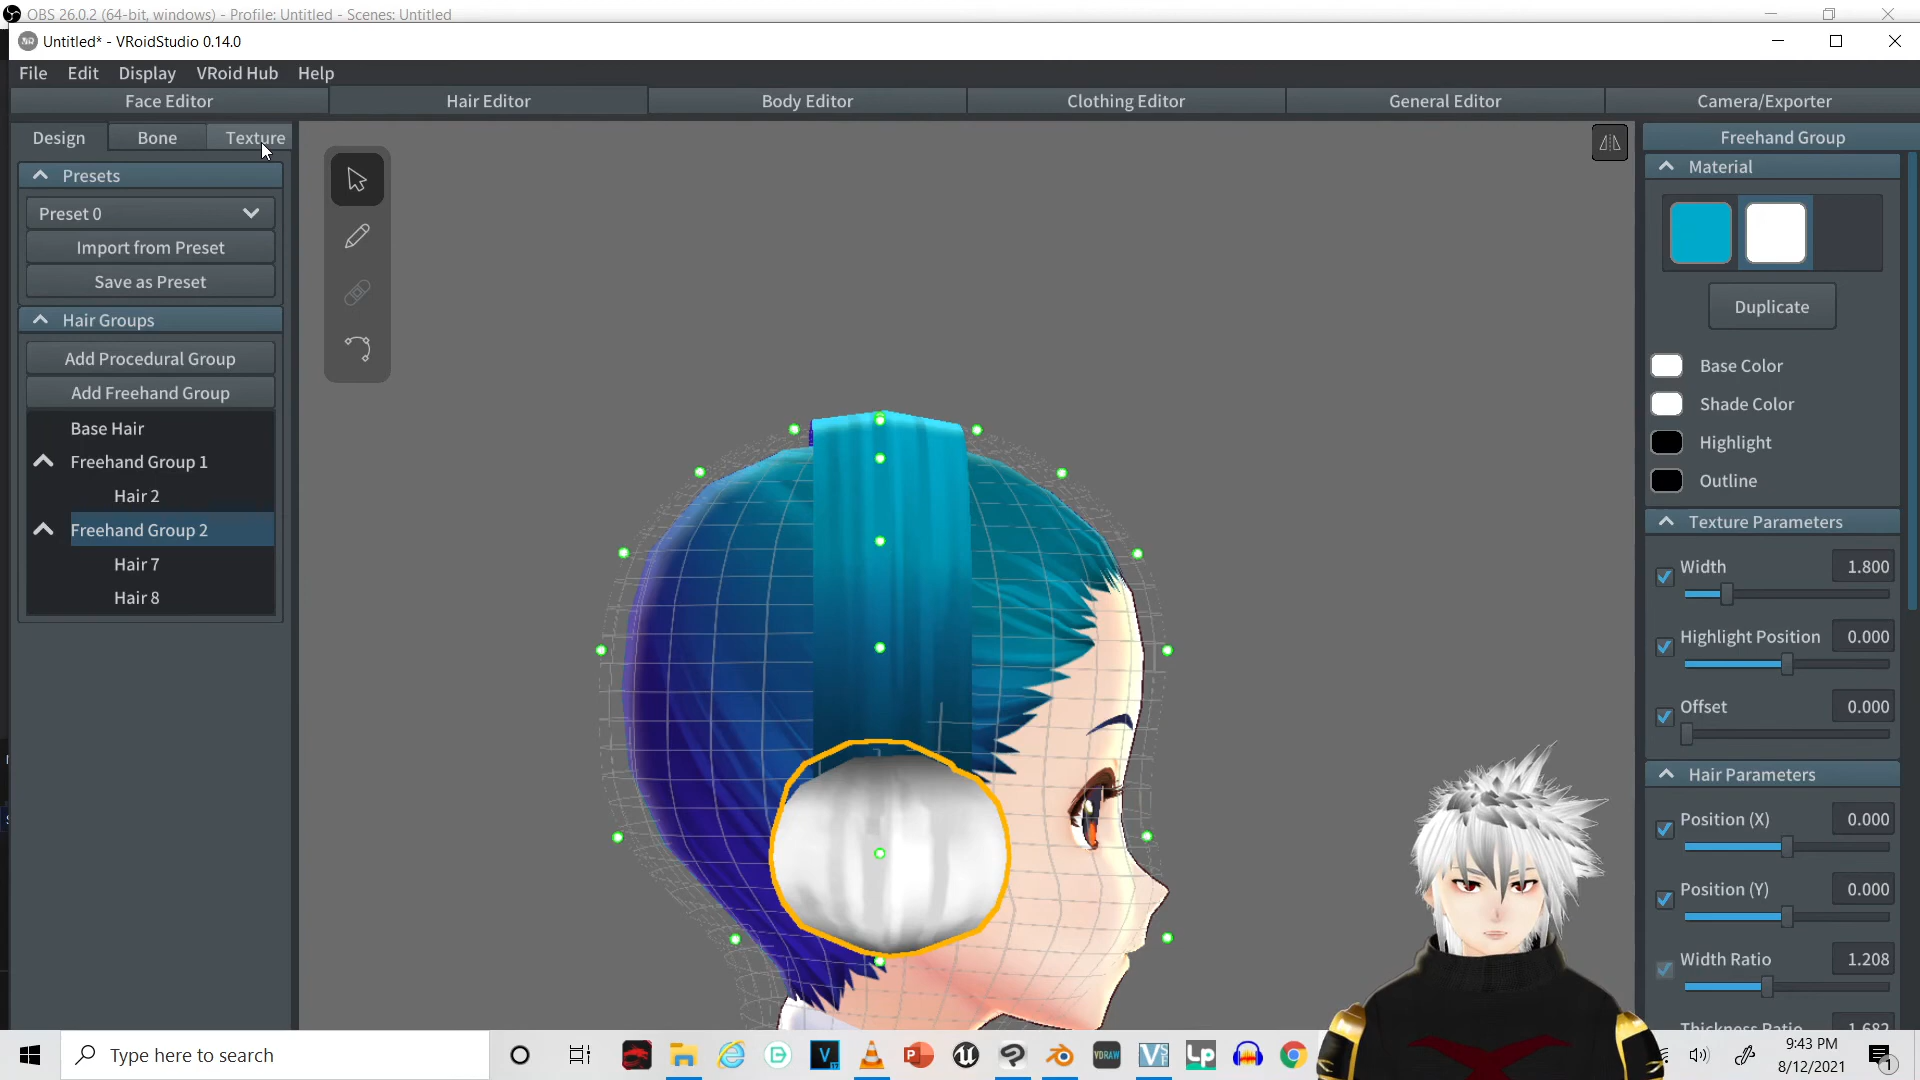 OBS 26.0.2 (64-bit, windows) - Profile: Untitled - Scenes: Untitled
Untitled* - VRoidStudio 0.14.0
File Edit Display VRoid Hub Help
Face Editor Hair Editor Body Editor Clothing Editor General Editor Camera/Exporter
Design Bone Texture
Presets
Preset 0
Import from Preset
Save as Preset
Hair Groups
Add Procedural Group
Add Freehand Group
Base Hair
Freehand Group 1
Hair 2
Freehand Group 2
Hair 7
Hair 8
Freehand Group
Material
Duplicate
Base Color
Shade Color
Highlight
Outline
Texture Parameters
Width 1.800
Highlight Position 0.000
Offset 0.000
Hair Parameters
Position (X) 0.000
Position (Y) 0.000
Width Ratio 1.208
Thickness Ratio 1.682
Type here to search
9:43 PM
8/12/2021
1